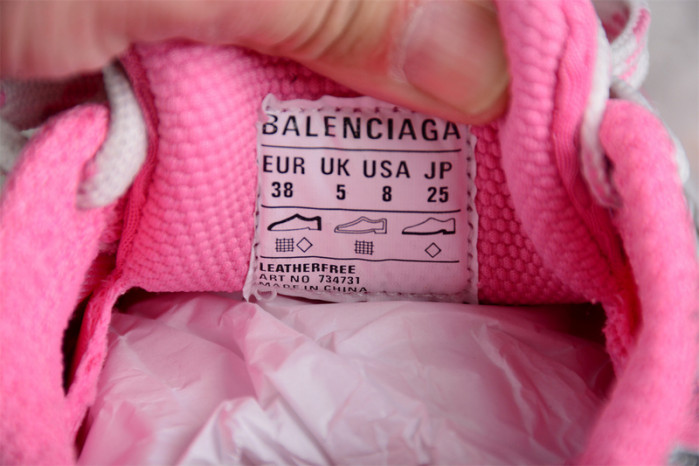 BALENCIAGA
EUR UK USA JP
38 5 8 25
LEATHERFREE
ART NO 734731
MADE IN CHINA